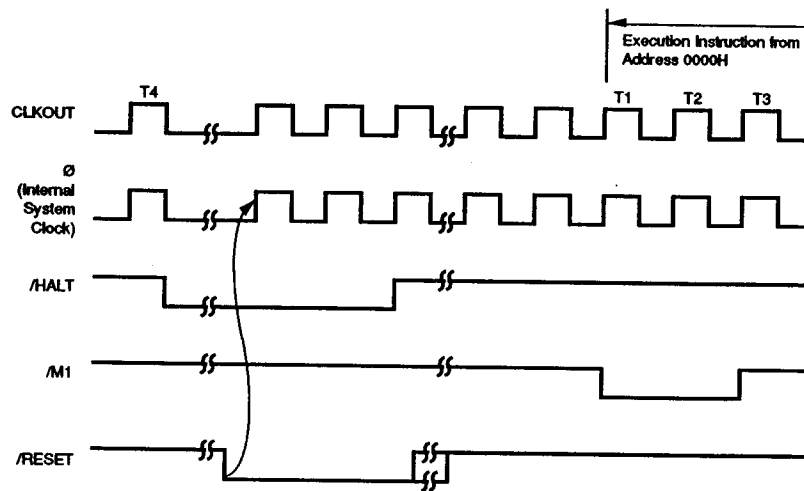 Execution Instruction from
Address 0000H
T4
T1
T2
T3
CLKOUT
Ø
(Internal
System
Clock)
/HALT
/M1
/RESET